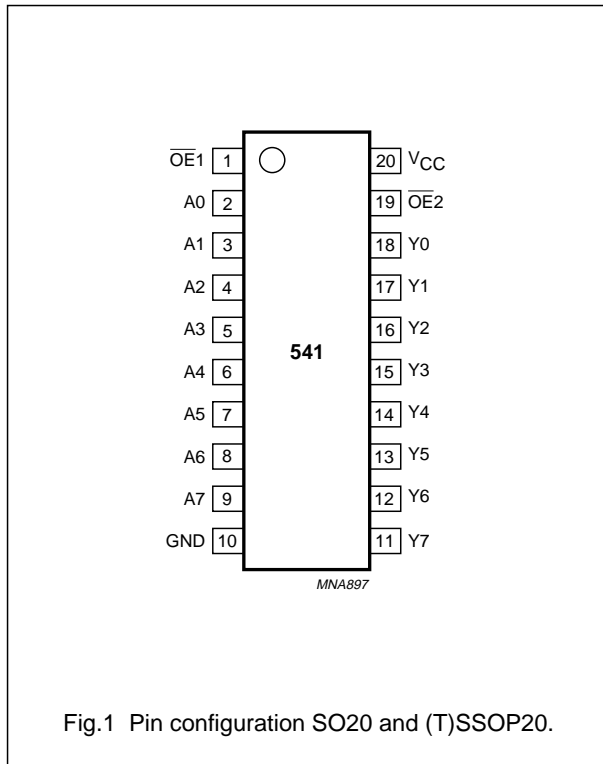 O̅E̅1 1 20 VCC
A0 2 19 O̅E̅2
A1 3 18 Y0
A2 4 17 Y1
A3 5 16 Y2
541
A4 6 15 Y3
A5 7 14 Y4
A6 8 13 Y5
A7 9 12 Y6
GND 10 11 Y7
MNA897
Fig.1 Pin configuration SO20 and (T)SSOP20.